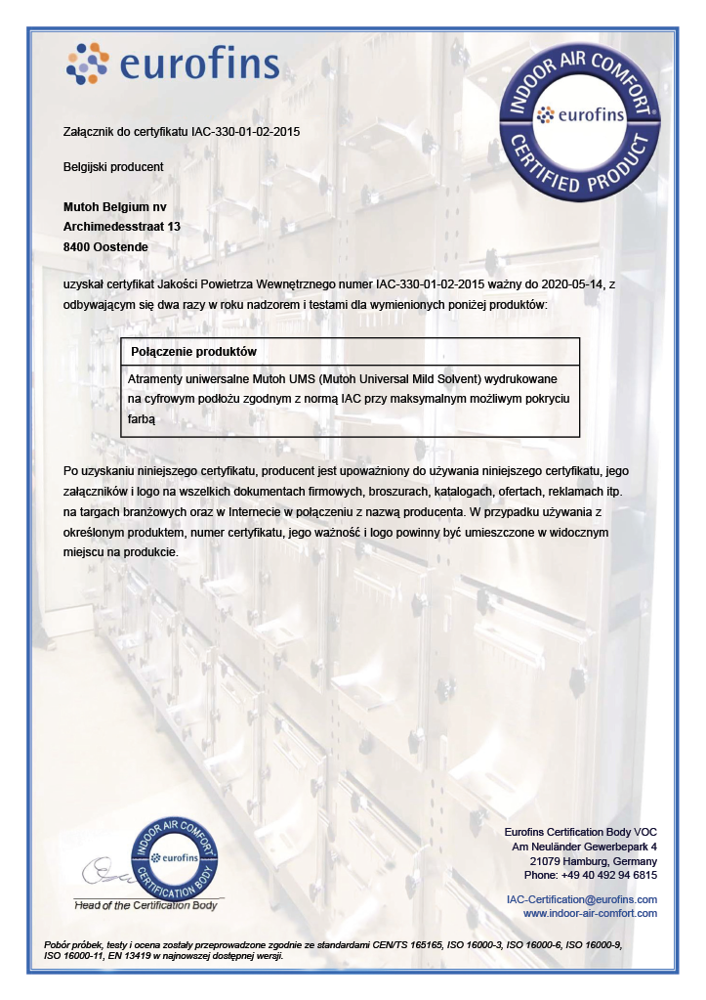 eurofins
INDOOR AIR COMFORT®
eurofins
CERTIFIED PRODUCT
Załącznik do certyfikatu IAC-330-01-02-2015
Belgijski producent
Mutoh Belgium nv
Archimedesstraat 13
8400 Oostende
uzyskał certyfikat Jakości Powietrza Wewnętrznego numer IAC-330-01-02-2015 ważny do 2020-05-14, z
odbywającym się dwa razy w roku nadzorem i testami dla wymienionych poniżej produktów:
Połączenie produktów
Atramenty uniwersalne Mutoh UMS (Mutoh Universal Mild Solvent) wydrukowane
na cyfrowym podłożu zgodnym z normą IAC przy maksymalnym możliwym pokryciu
farbą
Po uzyskaniu niniejszego certyfikatu, producent jest upoważniony do używania niniejszego certyfikatu, jego
załączników i logo na wszelkich dokumentach firmowych, broszurach, katalogach, ofertach, reklamach itp.
na targach branżowych oraz w Internecie w połączeniu z nazwą producenta. W przypadku używania z
określonym produktem, numer certyfikatu, jego ważność i logo powinny być umieszczone w widocznym
miejscu na produkcie.
INDOOR AIR COMFORT
eurofins
CERTIFICATION BODY
Head of the Certification Body
Eurofins Certification Body VOC
Am Neuländer Gewerbepark 4
21079 Hamburg, Germany
Phone: +49 40 492 94 6815
IAC-Certification@eurofins.com
www.indoor-air-comfort.com
Pobór próbek, testy i ocena zostały przeprowadzone zgodnie ze standardami CEN/TS 165165, ISO 16000-3, ISO 16000-6, ISO 16000-9,
ISO 16000-11, EN 13419 w najnowszej dostępnej wersji.